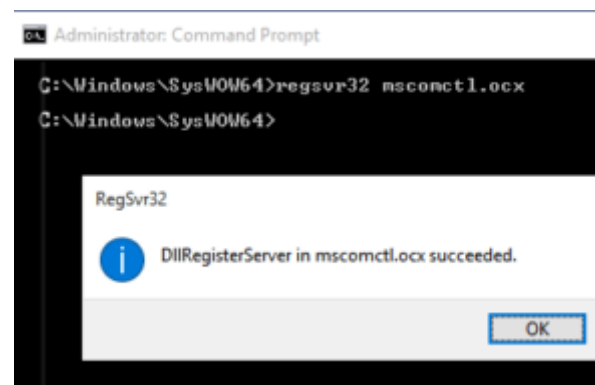 Administrator: Command Prompt
C:\Windows\SysWOW64>regsvr32 mscomctl.ocx
C:\Windows\SysWOW64>
RegSvr32
DllRegisterServer in mscomctl.ocx succeeded.
OK